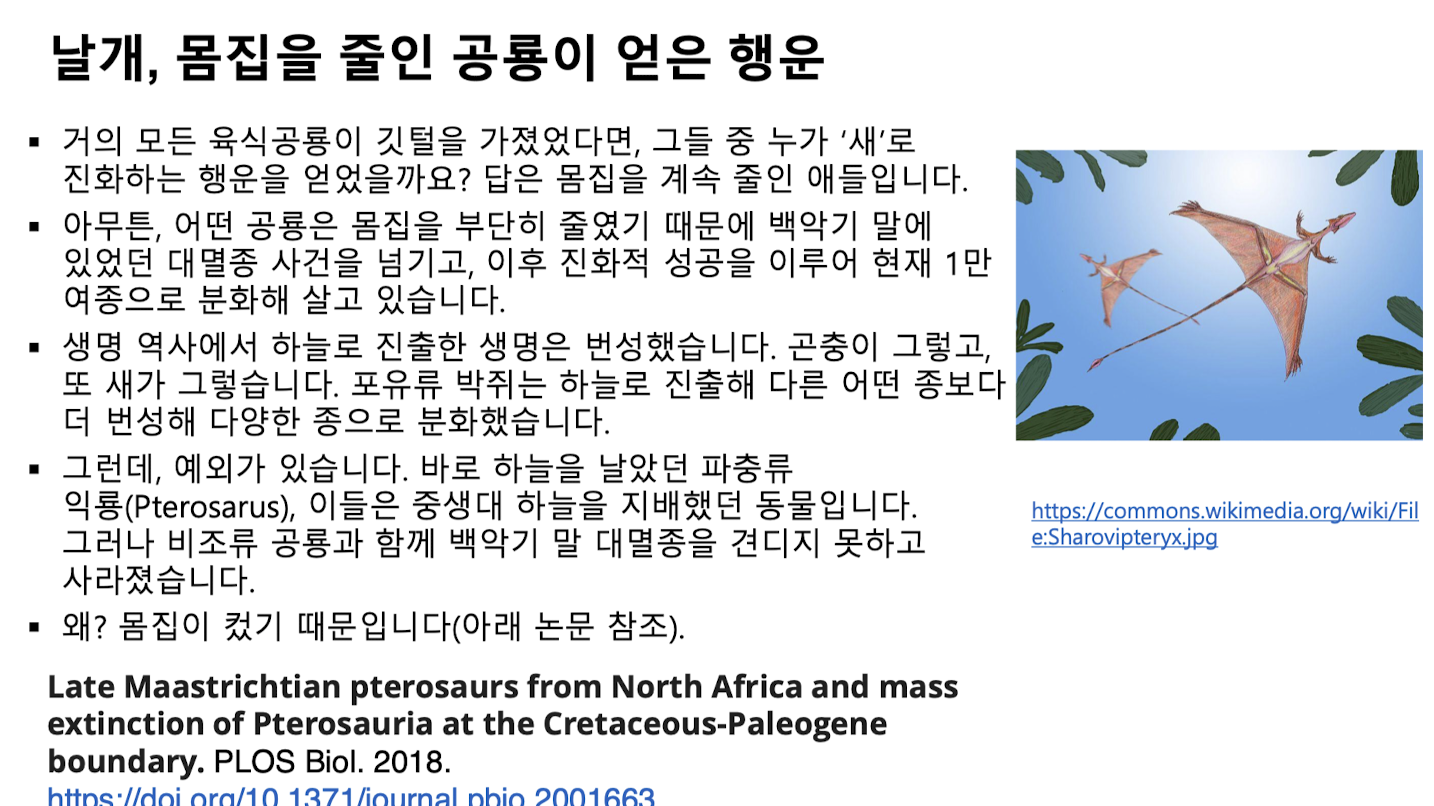 날개, 몸집을 줄인 공룡이 얻은 행운
▪ 거의 모든 육식공룡이 깃털을 가졌었다면, 그들 중 누가 ‘새’로
진화하는 행운을 얻었을까요? 답은 몸집을 계속 줄인 애들입니다.
▪ 아무튼, 어떤 공룡은 몸집을 부단히 줄였기 때문에 백악기 말에
있었던 대멸종 사건을 넘기고, 이후 진화적 성공을 이루어 현재 1만
여종으로 분화해 살고 있습니다.
▪ 생명 역사에서 하늘로 진출한 생명은 번성했습니다. 곤충이 그렇고,
또 새가 그렇습니다. 포유류 박쥐는 하늘로 진출해 다른 어떤 종보다
더 번성해 다양한 종으로 분화했습니다.
▪ 그런데, 예외가 있습니다. 바로 하늘을 날았던 파충류
익룡(Pterosarus), 이들은 중생대 하늘을 지배했던 동물입니다.
그러나 비조류 공룡과 함께 백악기 말 대멸종을 견디지 못하고
사라졌습니다.
▪ 왜? 몸집이 컸기 때문입니다(아래 논문 참조).
Late Maastrichtian pterosaurs from North Africa and mass
extinction of Pterosauria at the Cretaceous-Paleogene
boundary. PLOS Biol. 2018.
https://doi.org/10.1371/journal.pbio.2001663
https://commons.wikimedia.org/wiki/Fil
e:Sharovipteryx.jpg